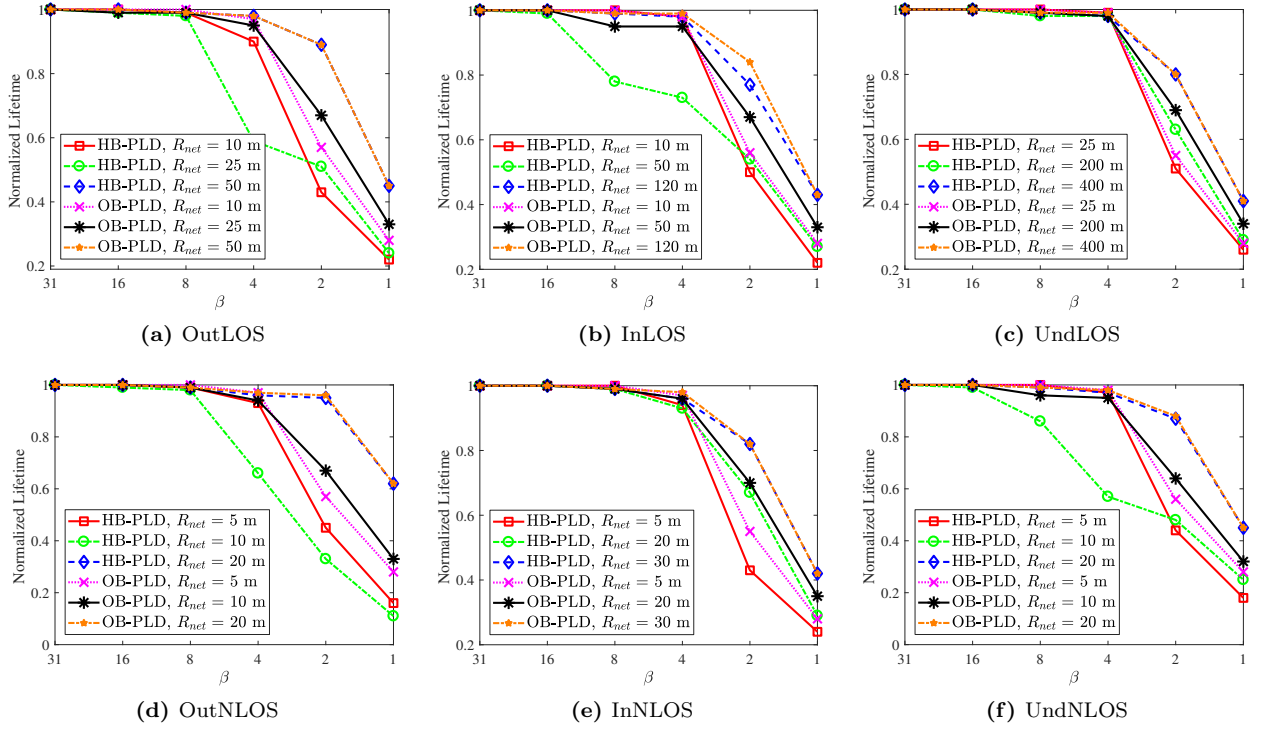 1
0.8
0.6
0.4
0.2
Normalized Lifetime
HB-PLD, R_net = 10 m
HB-PLD, R_net = 25 m
HB-PLD, R_net = 50 m
OB-PLD, R_net = 10 m
OB-PLD, R_net = 25 m
OB-PLD, R_net = 50 m
31 16 8 4 2 1
β
(a) OutLOS
1
0.8
0.6
0.4
0.2
Normalized Lifetime
HB-PLD, R_net = 10 m
HB-PLD, R_net = 50 m
HB-PLD, R_net = 120 m
OB-PLD, R_net = 10 m
OB-PLD, R_net = 50 m
OB-PLD, R_net = 120 m
31 16 8 4 2 1
β
(b) InLOS
1
0.8
0.6
0.4
0.2
Normalized Lifetime
HB-PLD, R_net = 25 m
HB-PLD, R_net = 200 m
HB-PLD, R_net = 400 m
OB-PLD, R_net = 25 m
OB-PLD, R_net = 200 m
OB-PLD, R_net = 400 m
31 16 8 4 2 1
β
(c) UndLOS
1
0.8
0.6
0.4
0.2
0
Normalized Lifetime
HB-PLD, R_net = 5 m
HB-PLD, R_net = 10 m
HB-PLD, R_net = 20 m
OB-PLD, R_net = 5 m
OB-PLD, R_net = 10 m
OB-PLD, R_net = 20 m
31 16 8 4 2 1
β
(d) OutNLOS
1
0.8
0.6
0.4
0.2
Normalized Lifetime
HB-PLD, R_net = 5 m
HB-PLD, R_net = 20 m
HB-PLD, R_net = 30 m
OB-PLD, R_net = 5 m
OB-PLD, R_net = 20 m
OB-PLD, R_net = 30 m
31 16 8 4 2 1
β
(e) InNLOS
1
0.8
0.6
0.4
0.2
0
Normalized Lifetime
HB-PLD, R_net = 5 m
HB-PLD, R_net = 10 m
HB-PLD, R_net = 20 m
OB-PLD, R_net = 5 m
OB-PLD, R_net = 10 m
OB-PLD, R_net = 20 m
31 16 8 4 2 1
β
(f) UndNLOS